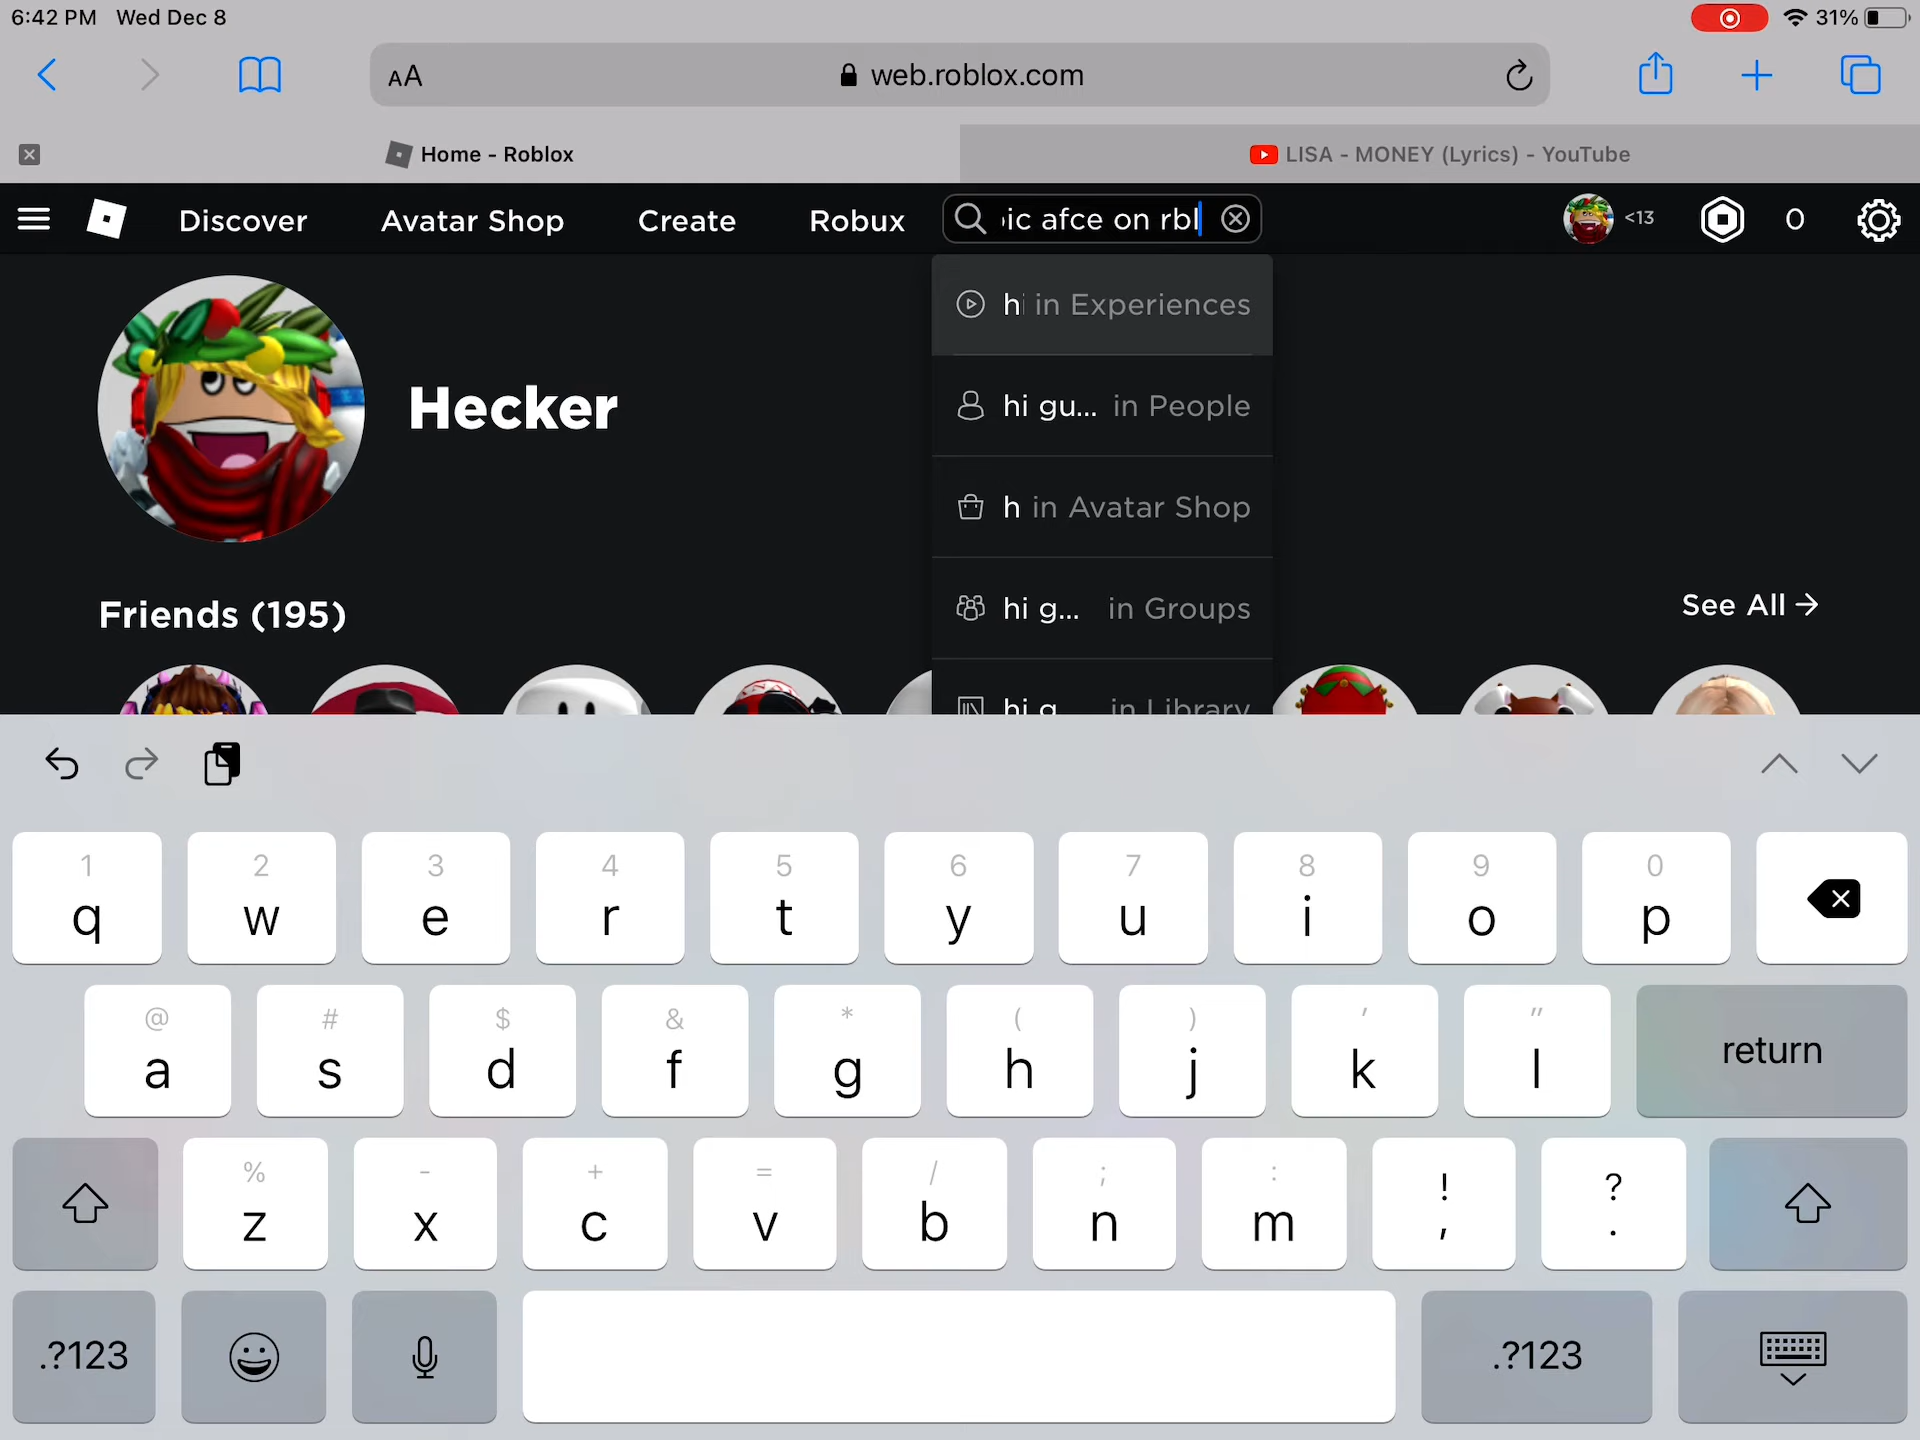 6:42 PM Wed Dec 8
31%
AA web.roblox.com
Home - Roblox
LISA - MONEY (Lyrics) - YouTube
Discover Avatar Shop Create Robux
ic afce on rbl
<13 0
hi in Experiences
hi gu... in People
h in Avatar Shop
hi g... in Groups
hi g in Library
Hecker
Friends (195)
See All →
1 2 3 4 5 6 7 8 9 0
q w e r t y u i o p
@ # $ & * ( ) ' "
a s d f g h j k l return
% - + = / ; : ! ?
z x c v b n m , .
.?123 .?123